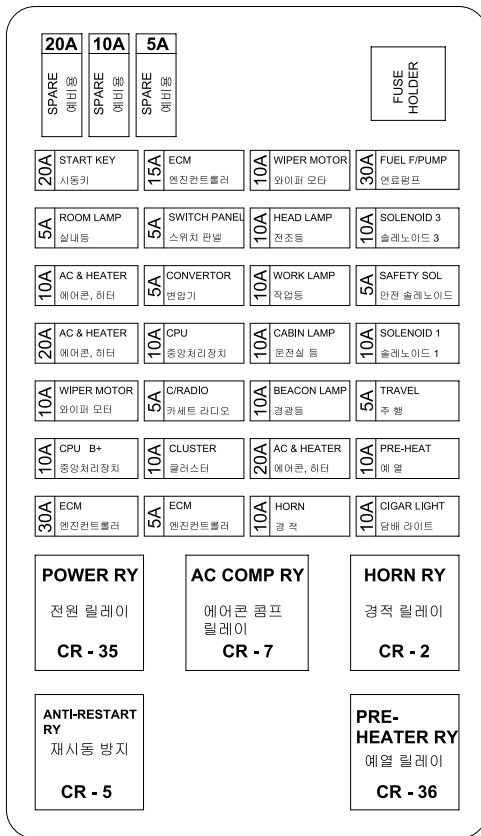 20A
SPARE
예비용
10A
SPARE
예비용
5A
SPARE
예비용
FUSE
HOLDER
20A
START KEY
시동키
15A
ECM
엔진컨트롤러
10A
WIPER MOTOR
와이퍼 모타
30A
FUEL F/PUMP
연료펌프
5A
ROOM LAMP
실내등
5A
SWITCH PANEL
스위치 판넬
10A
HEAD LAMP
전조등
10A
SOLENOID 3
솔레노이드 3
10A
AC & HEATER
에어콘, 히터
5A
CONVERTOR
변압기
10A
WORK LAMP
작업등
5A
SAFETY SOL
안전 솔레노이드
20A
AC & HEATER
에어콘, 히터
10A
CPU
중앙처리장치
10A
CABIN LAMP
운전실 등
10A
SOLENOID 1
솔레노이드 1
10A
WIPER MOTOR
와이퍼 모터
5A
C/RADIO
카세트 라디오
10A
BEACON LAMP
경광등
5A
TRAVEL
주 행
10A
CPU B+
중앙처리장치
10A
CLUSTER
클러스터
20A
AC & HEATER
에어콘, 히터
10A
PRE-HEAT
예 열
30A
ECM
엔진컨트롤러
5A
ECM
엔진컨트롤러
10A
HORN
경 적
10A
CIGAR LIGHT
담배 라이트
POWER RY
전원 릴레이
CR - 35
AC COMP RY
에어콘 콤프
릴레이
CR - 7
HORN RY
경적 릴레이
CR - 2
ANTI-RESTART
RY
재시동 방지
CR - 5
PRE-
HEATER RY
예열 릴레이
CR - 36